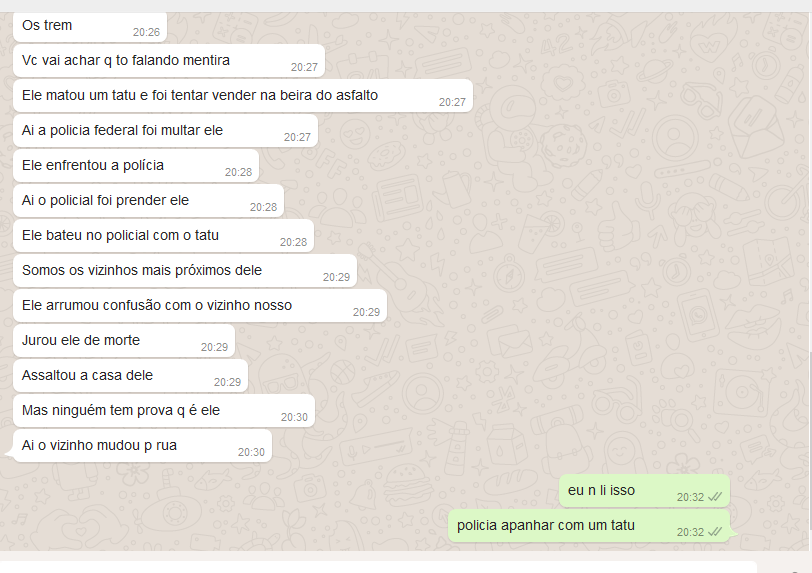 Os trem
20:26
Vc vai achar q to falando mentira
20:27
Ele matou um tatu e foi tentar vender na beira do asfalto
20:27
Ai a policia federal foi multar ele
20:27
Ele enfrentou a polícia
20:28
Ai o policial foi prender ele
20:28
Ele bateu no policial com o tatu
20:28
Somos os vizinhos mais próximos dele
20:29
Ele arrumou confusão com o vizinho nosso
20:29
Jurou ele de morte
20:29
Assaltou a casa dele
20:29
Mas ninguém tem prova q é ele
20:30
Ai o vizinho mudou p rua
20:30
eu n li isso
20:32
policia apanhar com um tatu
20:32